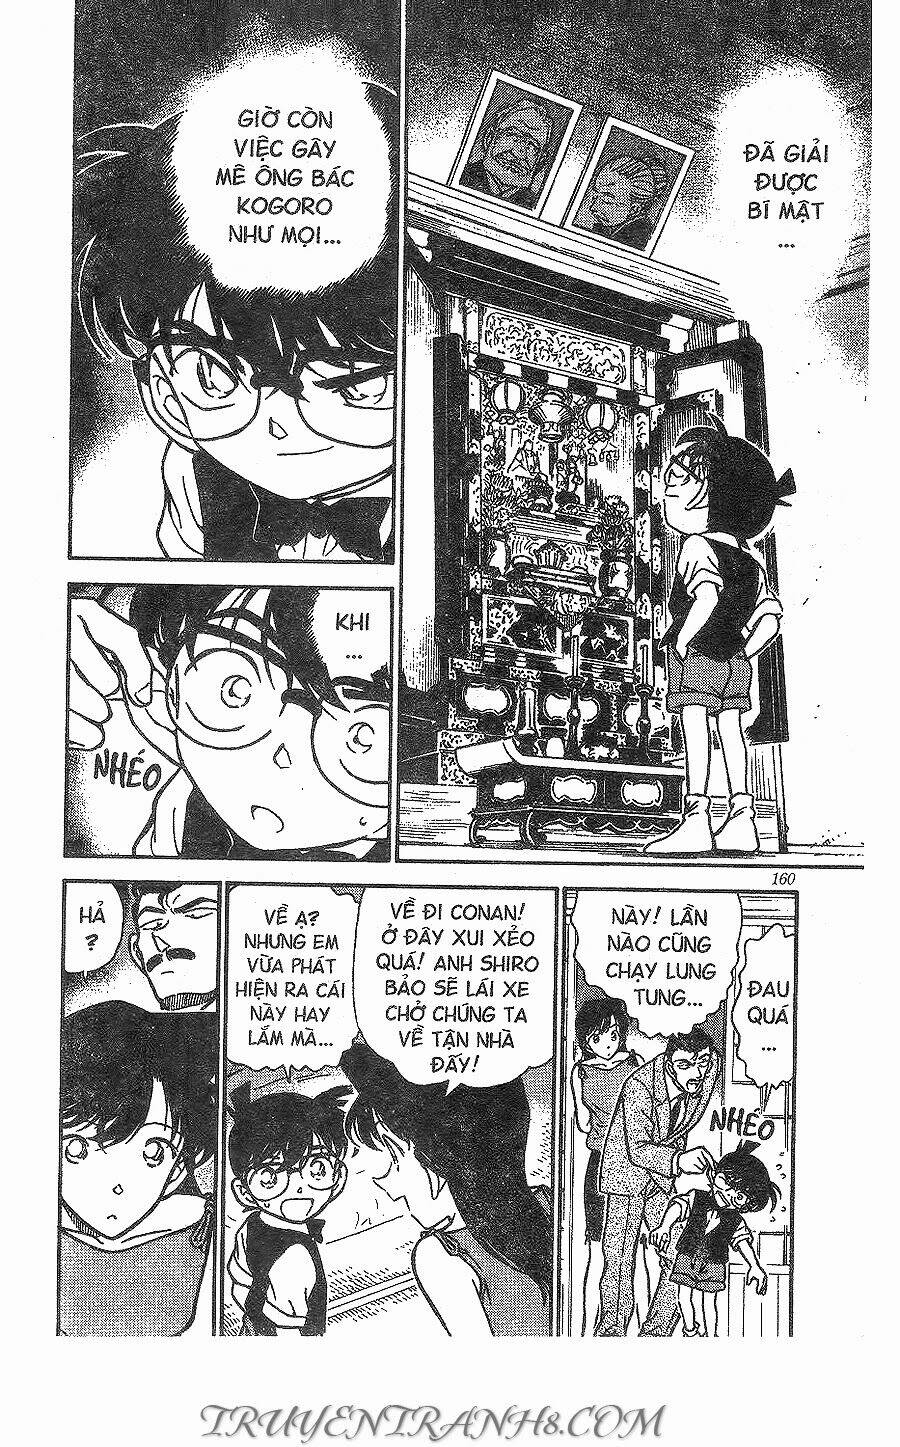 ĐÃ GIẢI
ĐƯỢC
BÍ MẬT
...
GIỜ CÒN
VIỆC GÂY
MÊ ÔNG BÁC
KOGORO
NHƯ MỌI...
KHI
...
NHÉO
160
ĐAU
QUÁ
...
NÀY! LẦN
NÀO CŨNG
CHẠY LUNG
TUNG...
NHÉO
VỀ ĐI CONAN!
Ở ĐÂY XUI XẺO
QUÁ! ANH SHIRO
BẢO SẼ LÁI XE
CHỞ CHÚNG TA
VỀ TẬN NHÀ
ĐẤY!
VỀ Ạ?
NHƯNG EM
VỪA PHÁT
HIỆN RA CÁI
NÀY HAY
LẮM MÀ...
HẢ
?
TRUYENTRANH8.COM